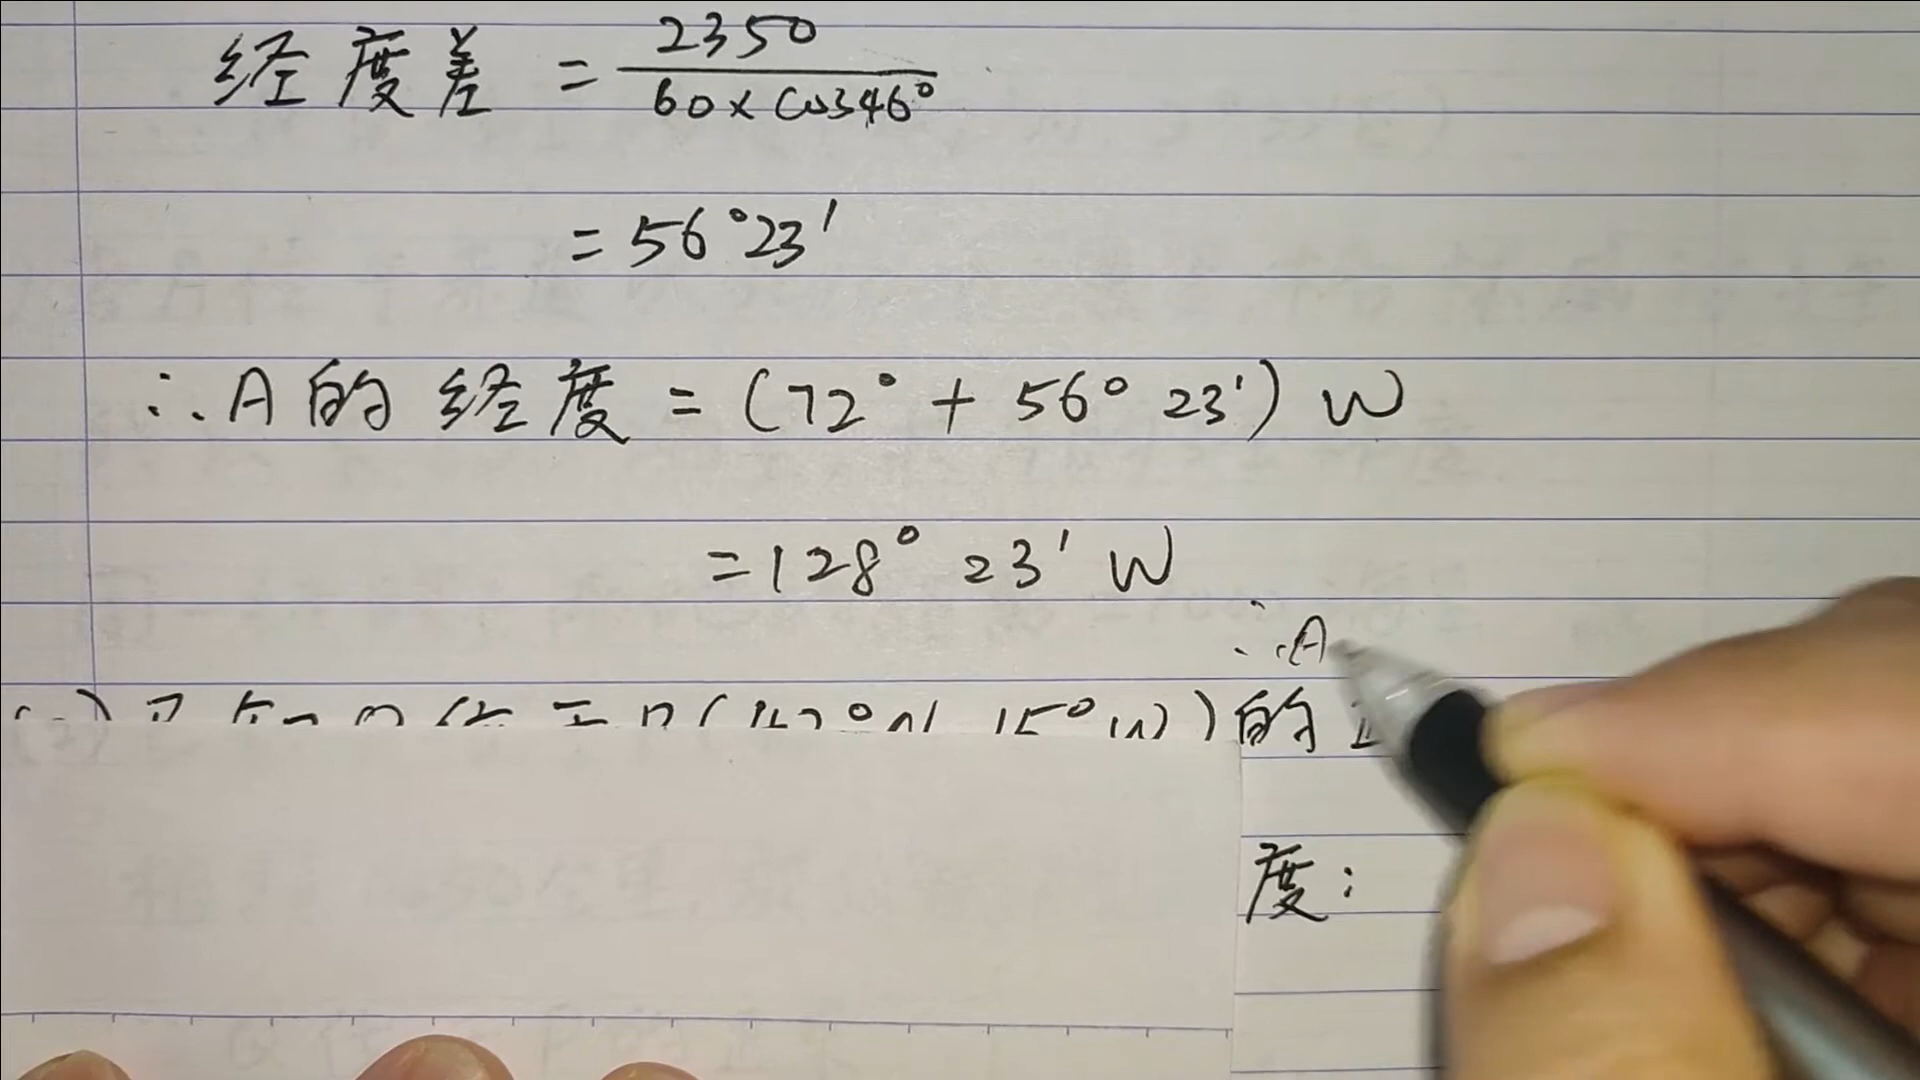 经度差 = 2350
60 x cos46°
= 56°23'
∴ A的经度 = (72° + 56° 23') W
= 128° 23' W
∴ A
的
度: